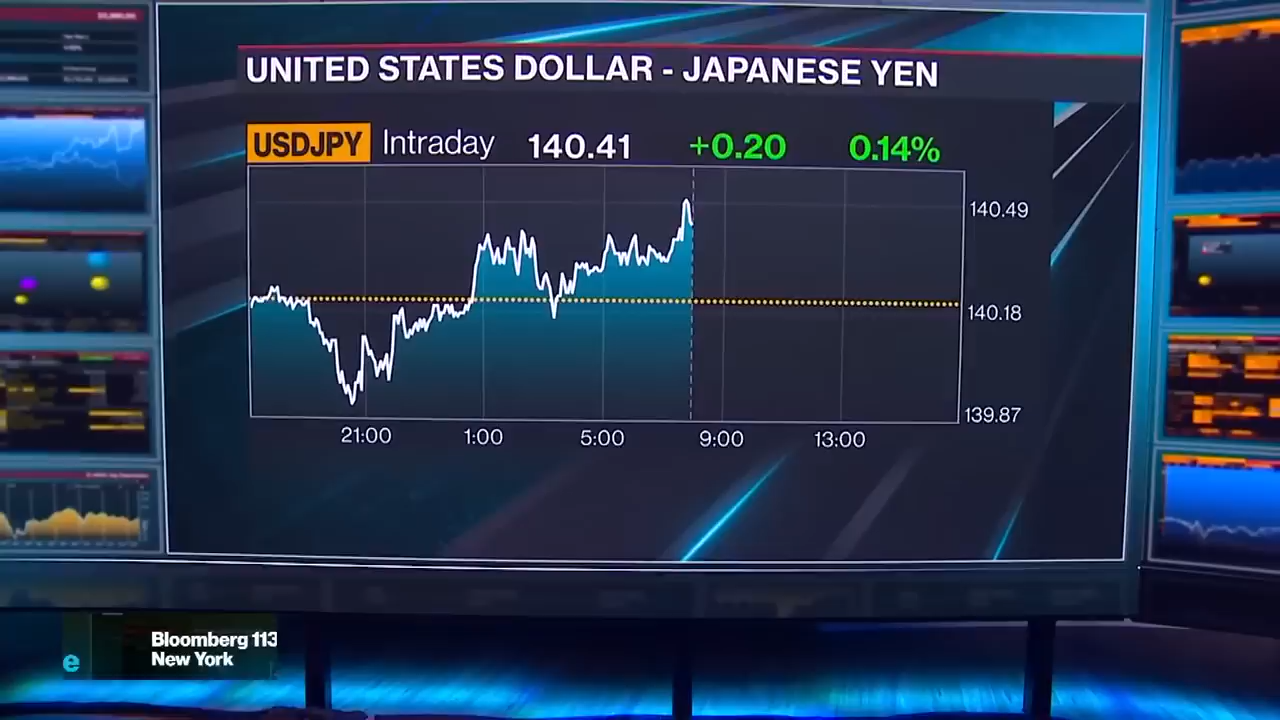 UNITED STATES DOLLAR - JAPANESE YEN
USDJPY Intraday 140.41 +0.20 0.14%
140.49
140.18
139.87
21:00 1:00 5:00 9:00 13:00
e
Bloomberg 113
New York